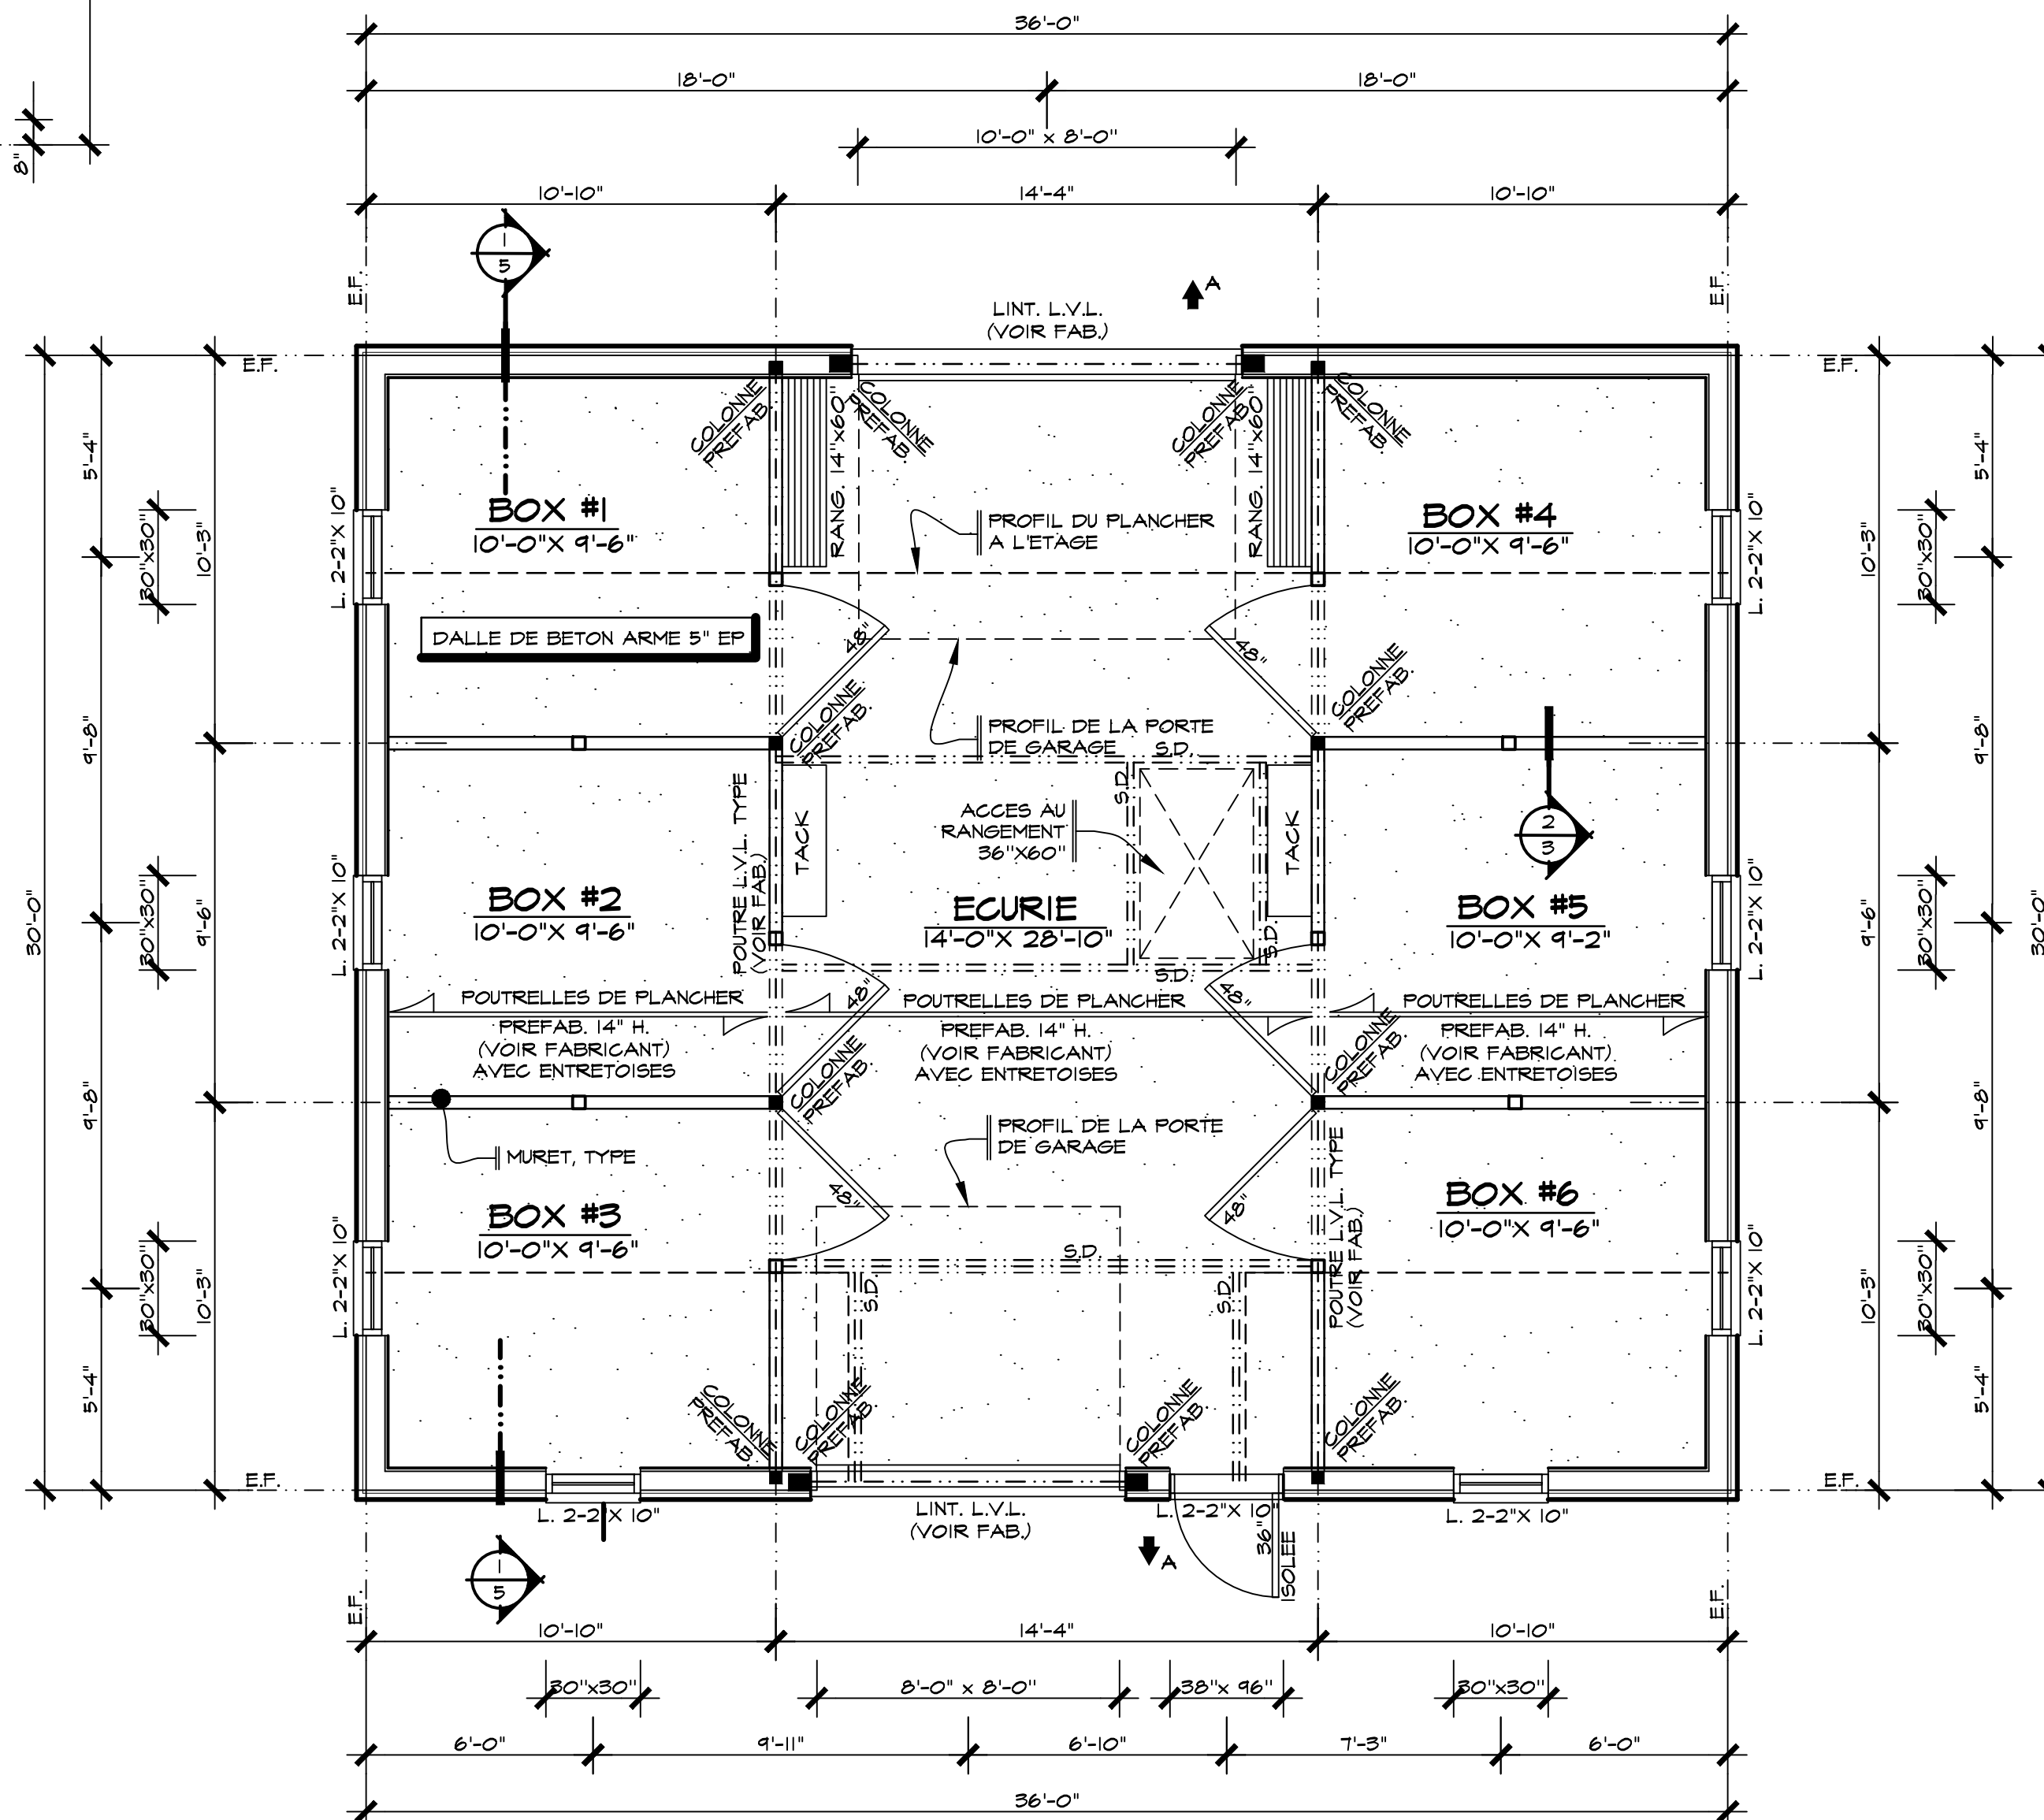 36'-0"
18'-0"
18'-0"
10'-0" x 8'-0"
8"
10'-10"
14'-4"
10'-10"
5
E.F.
E.F.
A
LINT. L.V.L.
(VOIR FAB.)
E.F.
E.F.
COLONNE
PREFAB.
COLONNE
PREFAB.
COLONNE
PREFAB.
COLONNE
PREFAB.
RANG. 14"x60"
RANG. 14"x60"
5'-4"
30"x30"
10'-3"
L. 2-2"X 10"
BOX #1
10'-0"X 9'-6"
PROFIL DU PLANCHER
A L'ETAGE
BOX #4
10'-0"X 9'-6"
L. 2-2"X 10"
10'-3"
30"x30"
5'-4"
DALLE DE BETON ARME 5" EP
48"
48"
COLONNE
PREFAB.
COLONNE
PREFAB.
PROFIL DE LA PORTE
DE GARAGE
S.D.
9'-8"
9'-8"
POUTRE L.V.L. TYPE
(VOIR FAB.)
TACK
ACCES AU
RANGEMENT
36"X60"
S.D.
TACK
2
3
30'-0"
30"x30"
9'-6"
L. 2-2"X 10"
BOX #2
10'-0"X 9'-6"
ECURIE
14'-0"X 28'-10"
S.D.
S.D.
BOX #5
10'-0"X 9'-2"
L. 2-2"X 10"
9'-6"
30"x30"
30'-0"
48"
48"
POUTRELLES DE PLANCHER
PREFAB. 14" H.
(VOIR FABRICANT)
AVEC ENTRETOISES
POUTRELLES DE PLANCHER
PREFAB. 14" H.
(VOIR FABRICANT)
AVEC ENTRETOISES
POUTRELLES DE PLANCHER
PREFAB. 14" H.
(VOIR FABRICANT)
AVEC ENTRETOISES
COLONNE
PREFAB.
COLONNE
PREFAB.
9'-8"
9'-8"
MURET, TYPE
PROFIL DE LA PORTE
DE GARAGE
48"
48"
POUTRE L.V.L. TYPE
(VOIR FAB.)
30"x30"
10'-3"
L. 2-2"X 10"
BOX #3
10'-0"X 9'-6"
S.D.
S.D.
S.D.
BOX #6
10'-0"X 9'-6"
L. 2-2"X 10"
10'-3"
30"x30"
5'-4"
5'-4"
COLONNE
PREFAB.
COLONNE
PREFAB.
COLONNE
PREFAB.
COLONNE
PREFAB.
E.F.
E.F.
L. 2-2"X 10"
LINT. L.V.L.
(VOIR FAB.)
L. 2-2"X 10"
L. 2-2"X 10"
36"
ISOLEE
A
5
E.F.
E.F.
10'-10"
14'-4"
10'-10"
30"x30"
8'-0" x 8'-0"
38"x 96"
30"x30"
6'-0"
9'-11"
6'-10"
7'-3"
6'-0"
36'-0"